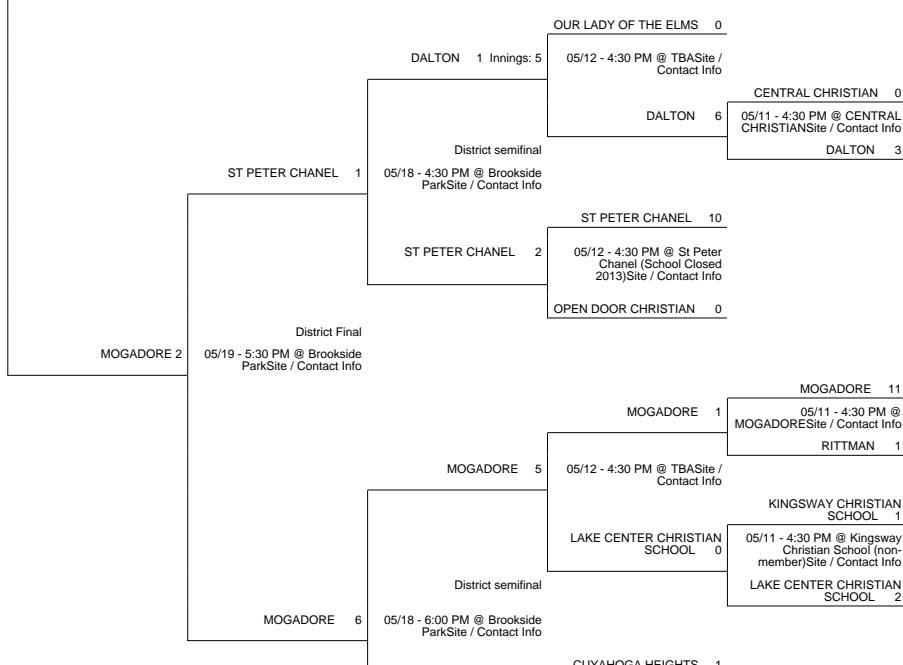 OUR LADY OF THE ELMS 0
DALTON 1 Innings: 5
05/12 - 4:30 PM @ TBASite /
Contact Info
CENTRAL CHRISTIAN 0
DALTON 6
05/11 - 4:30 PM @ CENTRAL
CHRISTIANSite / Contact Info
DALTON 3
District semifinal
ST PETER CHANEL 1
05/18 - 4:30 PM @ Brookside
ParkSite / Contact Info
ST PETER CHANEL 10
ST PETER CHANEL 2
05/12 - 4:30 PM @ St Peter
Chanel (School Closed
2013)Site / Contact Info
OPEN DOOR CHRISTIAN 0
District Final
MOGADORE 2
05/19 - 5:30 PM @ Brookside
ParkSite / Contact Info
MOGADORE 11
MOGADORE 1
05/11 - 4:30 PM @
MOGADORESite / Contact Info
RITTMAN 1
MOGADORE 5
05/12 - 4:30 PM @ TBASite /
Contact Info
KINGSWAY CHRISTIAN
SCHOOL 1
LAKE CENTER CHRISTIAN
SCHOOL 0
05/11 - 4:30 PM @ Kingsway
Christian School (non-
member)Site / Contact Info
LAKE CENTER CHRISTIAN
SCHOOL 2
District semifinal
MOGADORE 6
05/18 - 6:00 PM @ Brookside
ParkSite / Contact Info
CUYAHOGA HEIGHTS 1